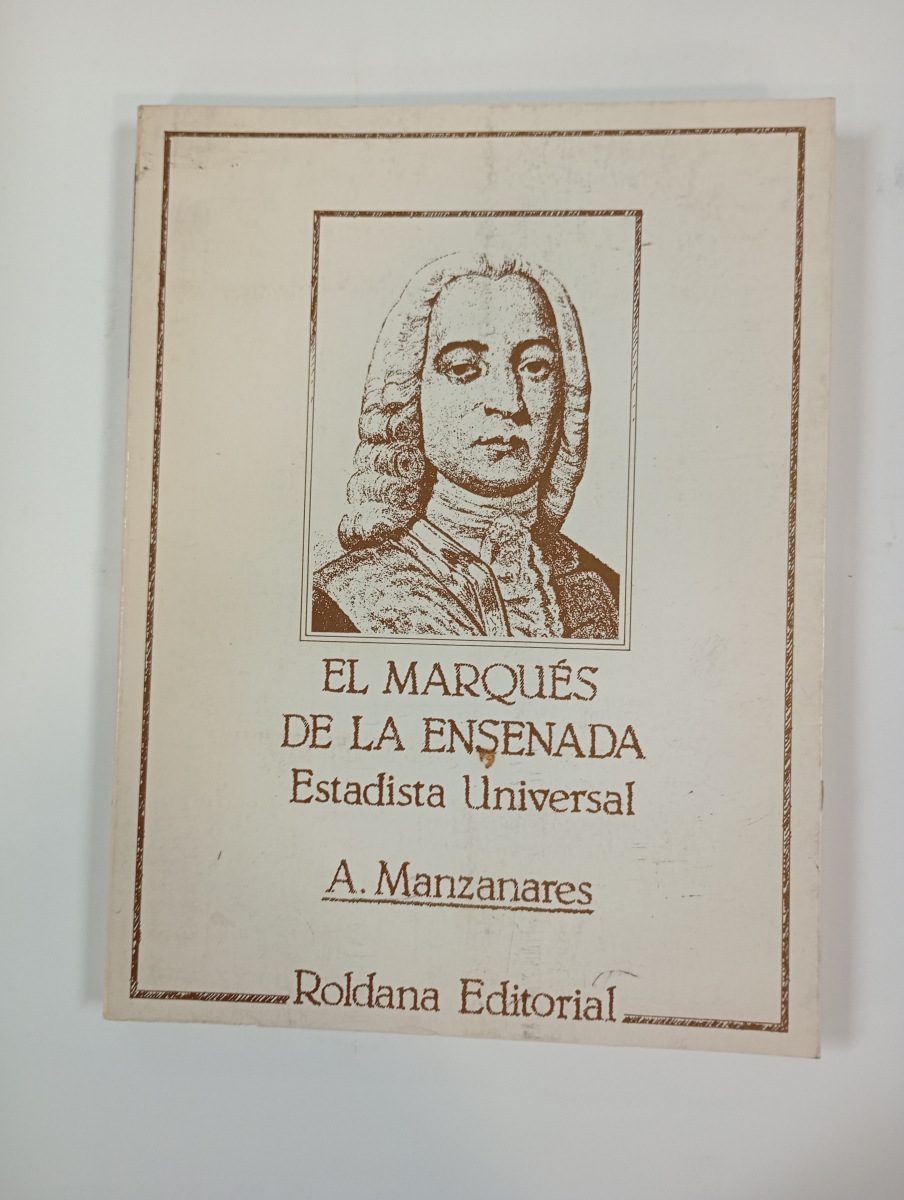 EL MARQUÉS
DE LA ENSENADA
Estadista Universal
A. Manzanares
Roldana Editorial